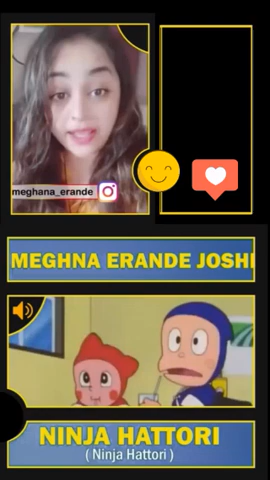 meghana_erande
MEGHNA ERANDE JOSHI
NINJA HATTORI
( Ninja Hattori )